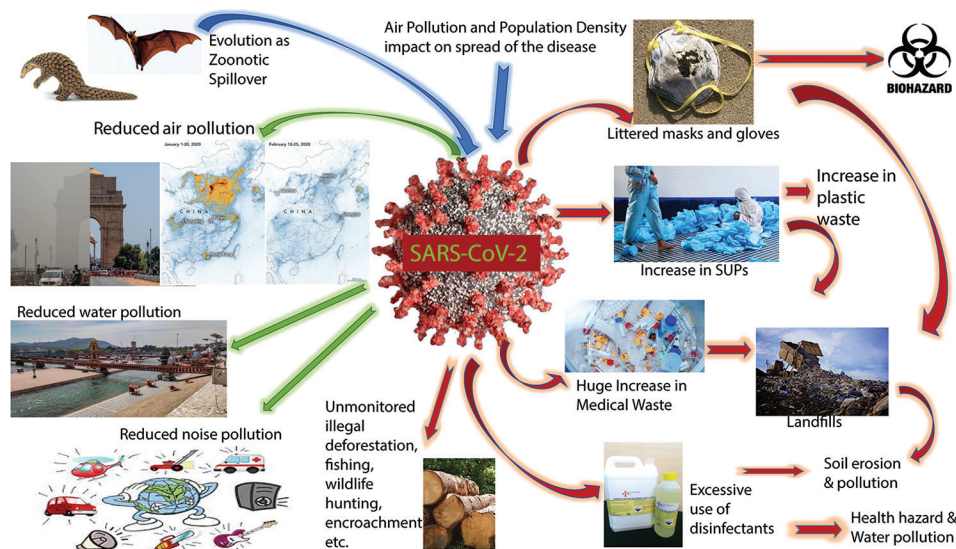 Evolution as
Zoonotic
Spillover
Air Pollution and Population Density
impact on spread of the disease
BIOHAZARD
Littered masks and gloves
Reduced air pollution
January 1-20, 2020
February 10-25, 2020
CHINA
CHINA
Shanghai
SARS-CoV-2
Increase in
plastic
waste
Increase in SUPs
Reduced water pollution
Huge Increase in
Medical Waste
Landfills
Unmonitored
illegal
deforestation,
fishing,
wildlife
hunting,
encroachment
etc.
Reduced noise pollution
Excessive
use of
disinfectants
Soil erosion
& pollution
Health hazard &
Water pollution